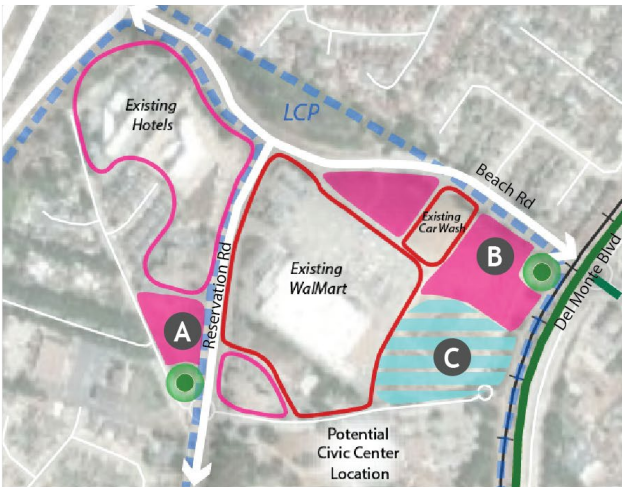 Existing
Hotels
LCP
Beach Rd
Existing
Car Wash
B
Del Monte Blvd
Existing
WalMart
Reservation Rd
A
C
Potential
Civic Center
Location